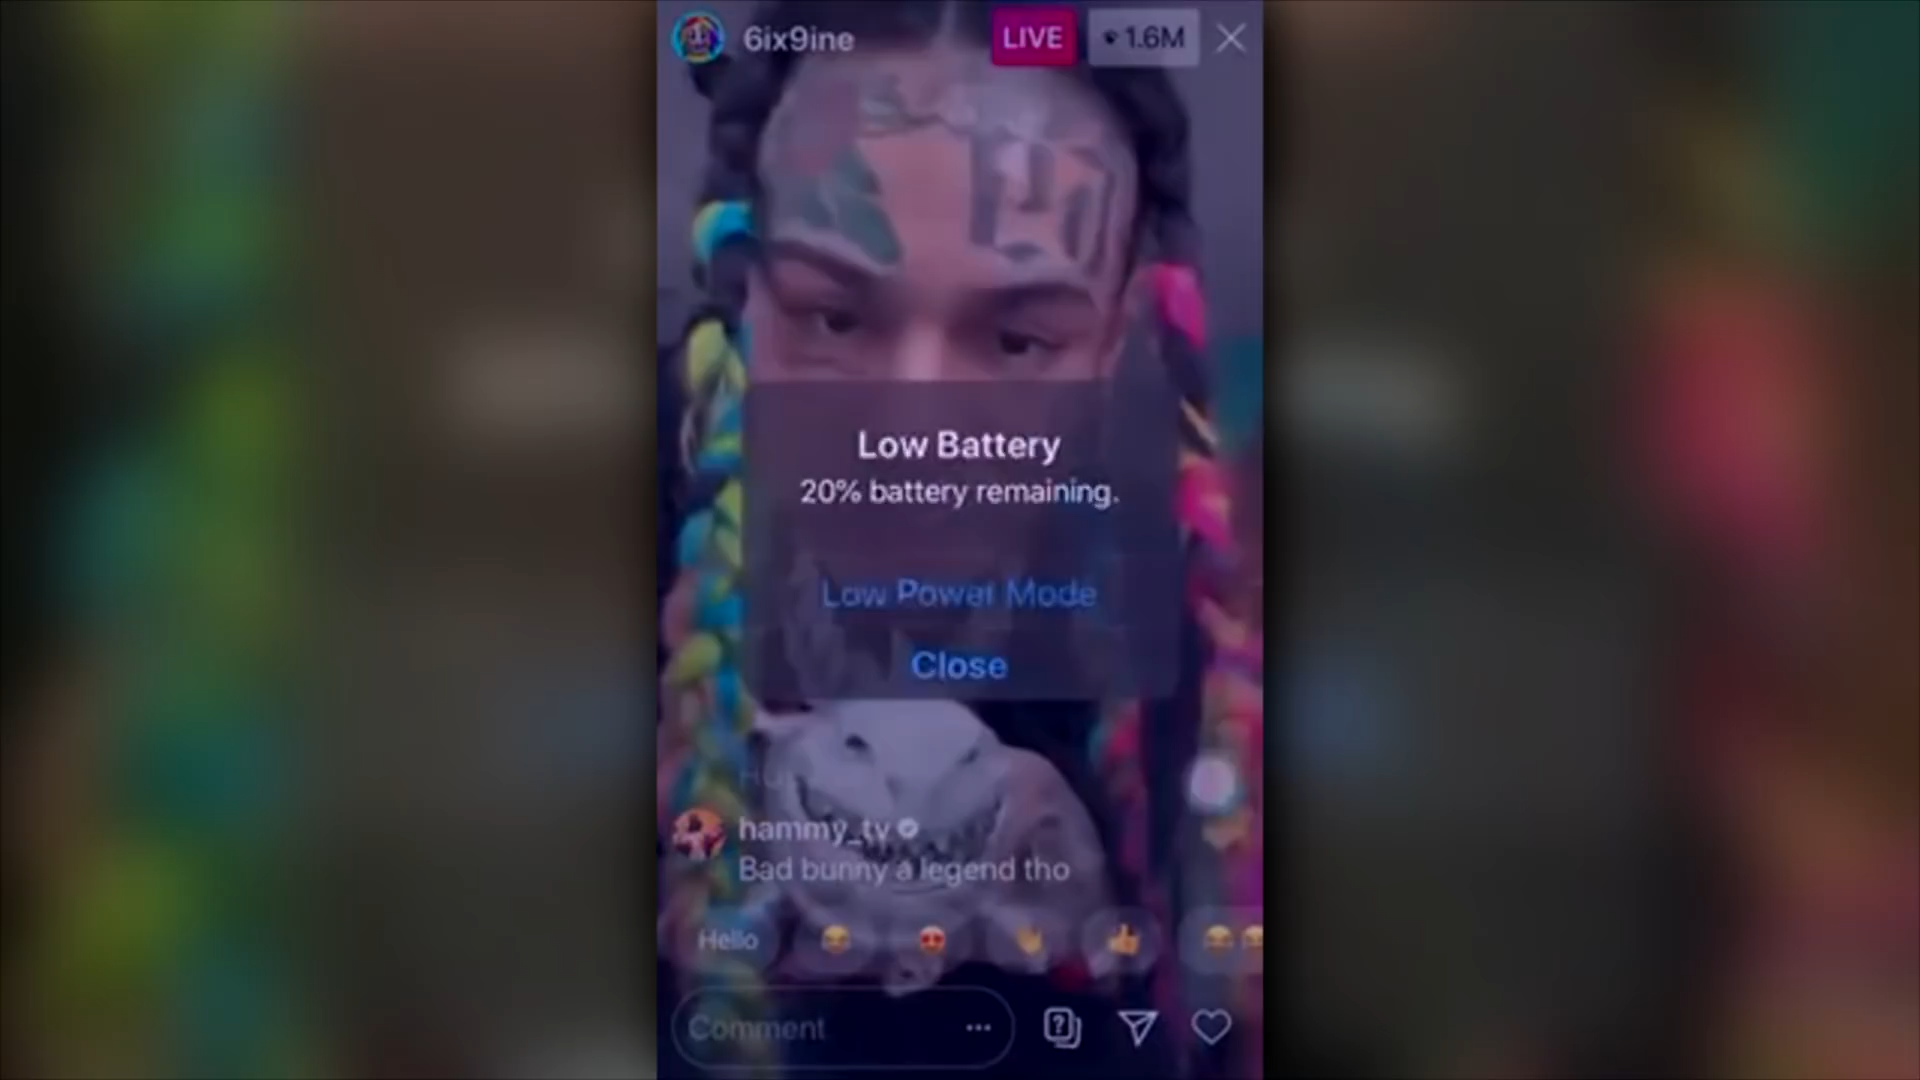 6ix9ine
LIVE
1.6M
Low Battery
20% battery remaining.
Low Power Mode
Close
hammy_tv
Bad bunny a legend tho
Hello
Comment